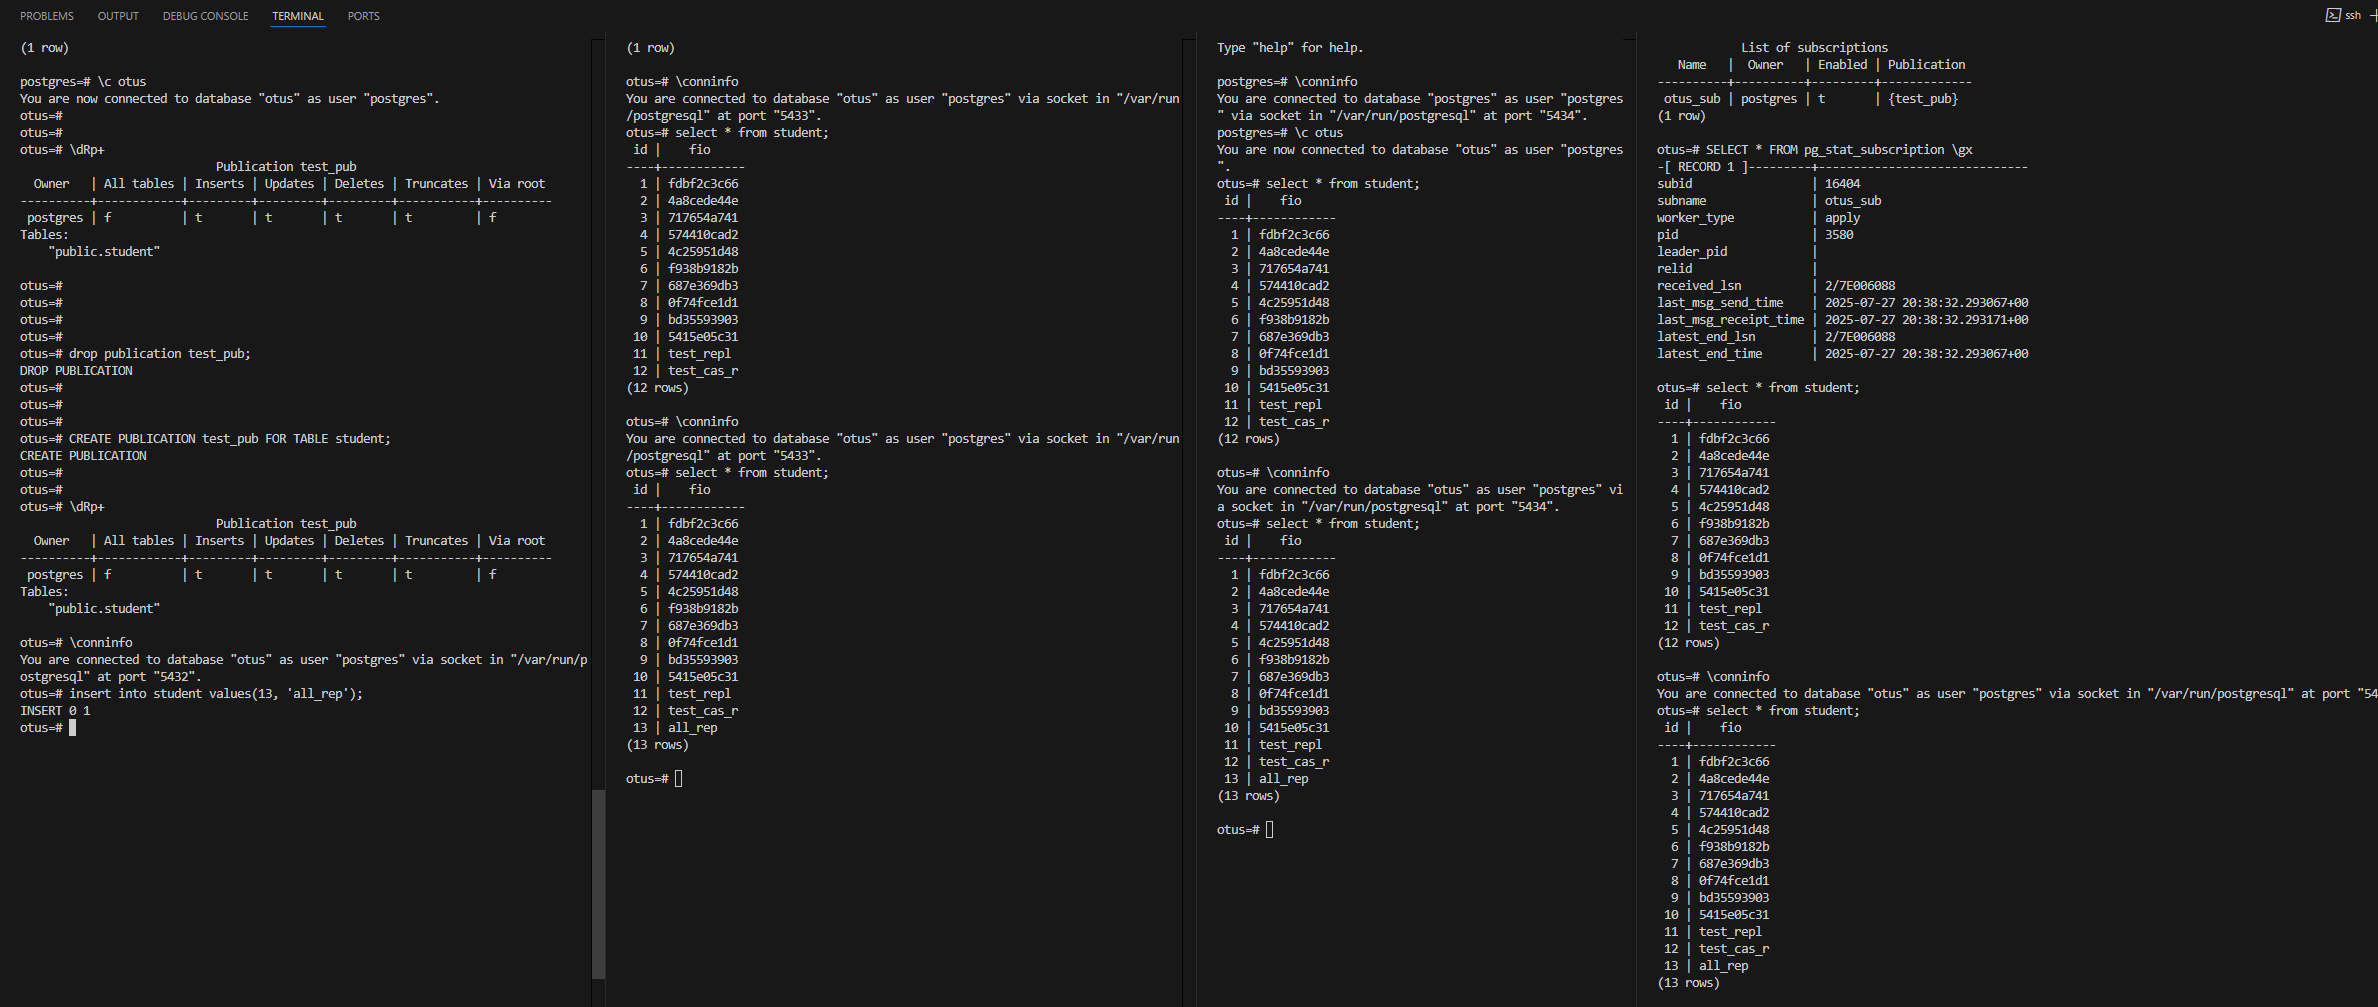 PROBLEMS OUTPUT DEBUG CONSOLE TERMINAL PORTS
ssh
(1 row)

postgres=# \c otus
You are now connected to database "otus" as user "postgres".
otus=#
otus=#
otus=# \dRp+
                            Publication test_pub
  Owner   | All tables | Inserts | Updates | Deletes | Truncates | Via root
----------+------------+---------+---------+---------+-----------+----------
 postgres | f          | t       | t       | t       | t         | f
Tables:
    "public.student"

otus=#
otus=#
otus=#
otus=#
otus=# drop publication test_pub;
DROP PUBLICATION
otus=#
otus=#
otus=#
otus=# CREATE PUBLICATION test_pub FOR TABLE student;
CREATE PUBLICATION
otus=#
otus=#
otus=# \dRp+
                            Publication test_pub
  Owner   | All tables | Inserts | Updates | Deletes | Truncates | Via root
----------+------------+---------+---------+---------+-----------+----------
 postgres | f          | t       | t       | t       | t         | f
Tables:
    "public.student"

otus=# \conninfo
You are connected to database "otus" as user "postgres" via socket in "/var/run/p
ostgresql" at port "5432".
otus=# insert into student values(13, 'all_rep');
INSERT 0 1
otus=#
(1 row)

otus=# \conninfo
You are connected to database "otus" as user "postgres" via socket in "/var/run
/postgresql" at port "5433".
otus=# select * from student;
 id |    fio
----+------------
  1 | fdbf2c3c66
  2 | 4a8cede44e
  3 | 717654a741
  4 | 574410cad2
  5 | 4c25951d48
  6 | f938b9182b
  7 | 687e369db3
  8 | 0f74fce1d1
  9 | bd35593903
 10 | 5415e05c31
 11 | test_repl
 12 | test_cas_r
(12 rows)

otus=# \conninfo
You are connected to database "otus" as user "postgres" via socket in "/var/run
/postgresql" at port "5433".
otus=# select * from student;
 id |    fio
----+------------
  1 | fdbf2c3c66
  2 | 4a8cede44e
  3 | 717654a741
  4 | 574410cad2
  5 | 4c25951d48
  6 | f938b9182b
  7 | 687e369db3
  8 | 0f74fce1d1
  9 | bd35593903
 10 | 5415e05c31
 11 | test_repl
 12 | test_cas_r
 13 | all_rep
(13 rows)

otus=#
Type "help" for help.

postgres=# \conninfo
You are connected to database "postgres" as user "postgres
" via socket in "/var/run/postgresql" at port "5434".
postgres=# \c otus
You are now connected to database "otus" as user "postgres
".
otus=# select * from student;
 id |    fio
----+------------
  1 | fdbf2c3c66
  2 | 4a8cede44e
  3 | 717654a741
  4 | 574410cad2
  5 | 4c25951d48
  6 | f938b9182b
  7 | 687e369db3
  8 | 0f74fce1d1
  9 | bd35593903
 10 | 5415e05c31
 11 | test_repl
 12 | test_cas_r
(12 rows)

otus=# \conninfo
You are connected to database "otus" as user "postgres" vi
a socket in "/var/run/postgresql" at port "5434".
otus=# select * from student;
 id |    fio
----+------------
  1 | fdbf2c3c66
  2 | 4a8cede44e
  3 | 717654a741
  4 | 574410cad2
  5 | 4c25951d48
  6 | f938b9182b
  7 | 687e369db3
  8 | 0f74fce1d1
  9 | bd35593903
 10 | 5415e05c31
 11 | test_repl
 12 | test_cas_r
 13 | all_rep
(13 rows)

otus=#
            List of subscriptions
   Name   |  Owner   | Enabled | Publication
----------+----------+---------+-------------
 otus_sub | postgres | t       | {test_pub}
(1 row)

otus=# SELECT * FROM pg_stat_subscription \gx
-[ RECORD 1 ]---------+------------------------------
subid                 | 16404
subname               | otus_sub
worker_type           | apply
pid                   | 3580
leader_pid            |
relid                 |
received_lsn          | 2/7E006088
last_msg_send_time    | 2025-07-27 20:38:32.293067+00
last_msg_receipt_time | 2025-07-27 20:38:32.293171+00
latest_end_lsn        | 2/7E006088
latest_end_time       | 2025-07-27 20:38:32.293067+00

otus=# select * from student;
 id |    fio
----+------------
  1 | fdbf2c3c66
  2 | 4a8cede44e
  3 | 717654a741
  4 | 574410cad2
  5 | 4c25951d48
  6 | f938b9182b
  7 | 687e369db3
  8 | 0f74fce1d1
  9 | bd35593903
 10 | 5415e05c31
 11 | test_repl
 12 | test_cas_r
(12 rows)

otus=# \conninfo
You are connected to database "otus" as user "postgres" via socket in "/var/run/postgresql" at port "54
otus=# select * from student;
 id |    fio
----+------------
  1 | fdbf2c3c66
  2 | 4a8cede44e
  3 | 717654a741
  4 | 574410cad2
  5 | 4c25951d48
  6 | f938b9182b
  7 | 687e369db3
  8 | 0f74fce1d1
  9 | bd35593903
 10 | 5415e05c31
 11 | test_repl
 12 | test_cas_r
 13 | all_rep
(13 rows)